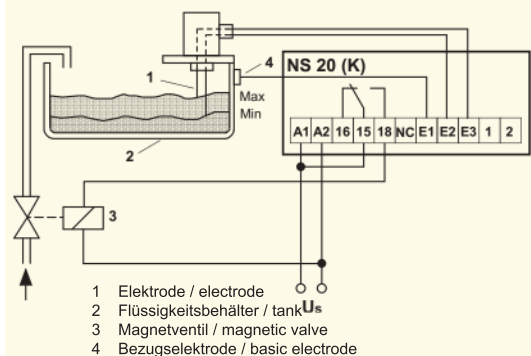 4
NS 20 (K)
1
Max
Min
A1 A2 16 15 18 NC E1 E2 E3 1 2
2
3
Us
1 Elektrode / electrode
2 Flüssigkeitsbehälter / tank
3 Magnetventil / magnetic valve
4 Bezugselektrode / basic electrode